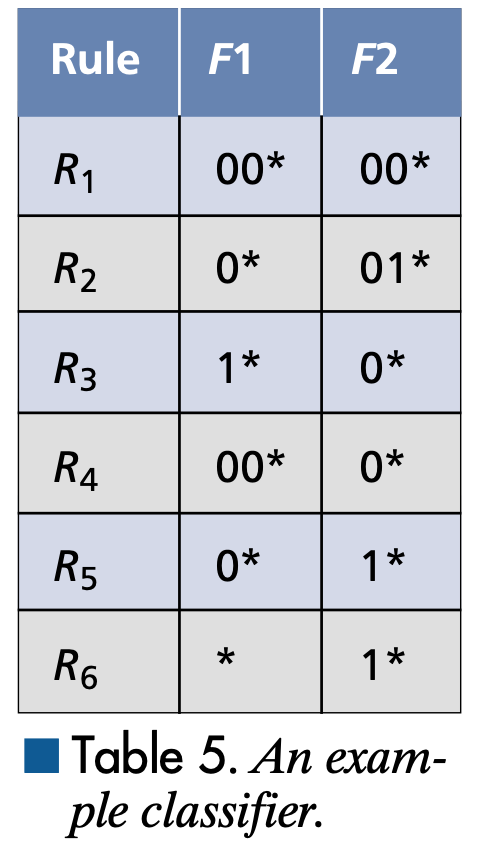 Rule F1 F2
R1 00* 00*
R2 0* 01*
R3 1* 0*
R4 00* 0*
R5 0* 1*
R6 * 1*
Table 5. An exam-
ple classifier.